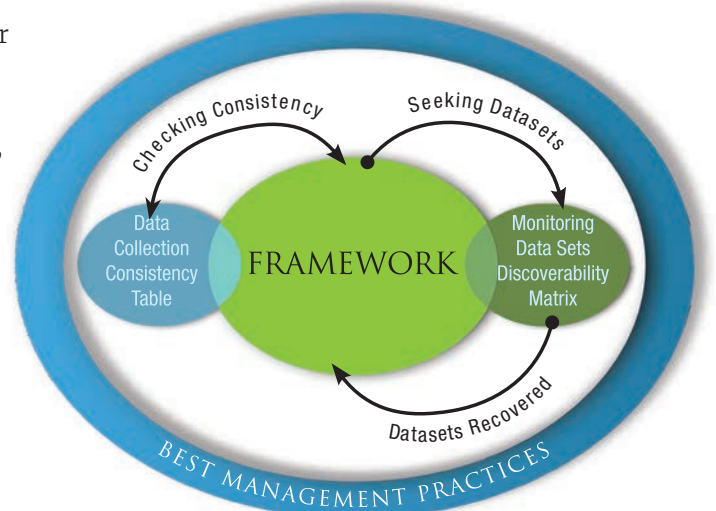 Checking Consistency
Seeking Datasets
Data
Collection
Consistency
Table
FRAMEWORK
Monitoring
Data Sets
Discoverability
Matrix
Datasets Recovered
BEST MANAGEMENT PRACTICES